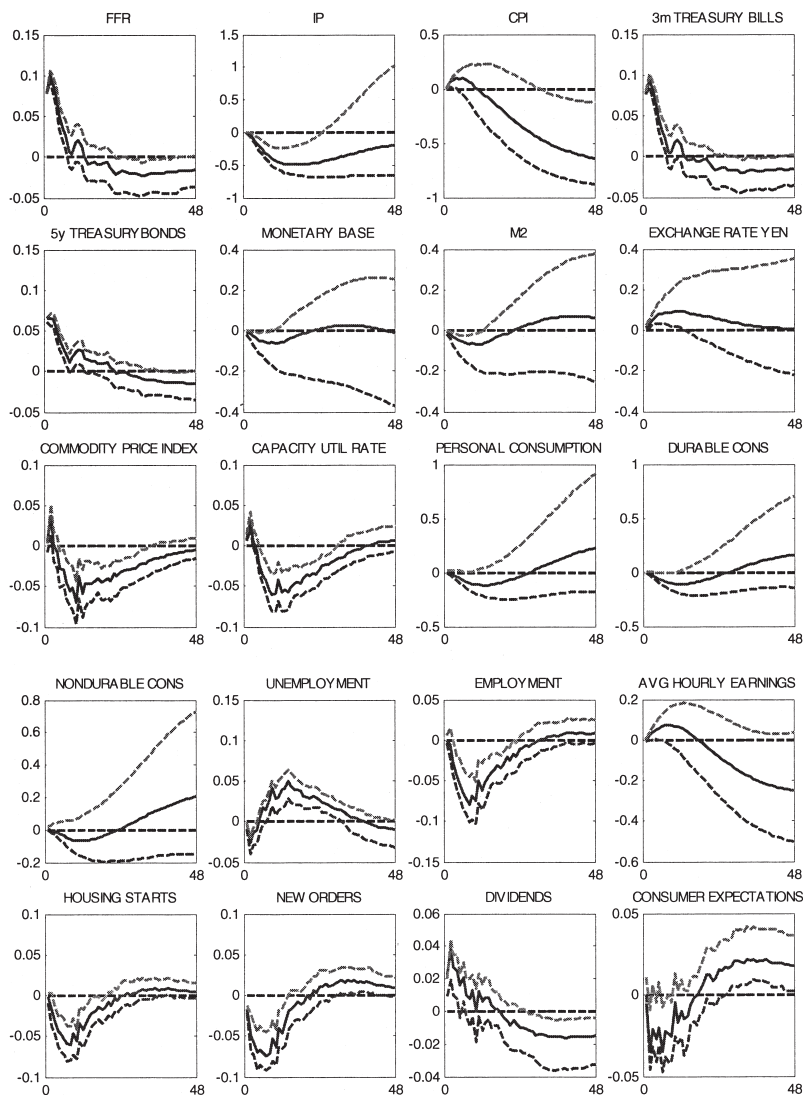 FFR IP CPI 3m TREASURY BILLS
0.15 1.5 0.5 0.15
0.1 1 0.1
0.5 0
0.05 0.05
0 -0.5
0 -0.5 0
-0.05 -1 -1 -0.05
0 48 0 48 0 48 0 48
5y TREASURY BONDS MONETARY BASE M2 EXCHANGE RATE YEN
0.15 0.4 0.4 0.4
0.1 0.2 0.2 0.2
0.05 0 0 0
0 -0.2 -0.2 -0.2
-0.05 -0.4 -0.4 -0.4
0 48 0 48 0 48 0 48
COMMODITY PRICE INDEX CAPACITY UTIL RATE PERSONAL CONSUMPTION DURABLE CONS
0.1 0.1 1 1
0.05 0.05 0.5 0.5
0 0
-0.05 -0.05 0 0
-0.1 -0.1 -0.5 -0.5
0 48 0 48 0 48 0 48
NONDURABLE CONS UNEMPLOYMENT EMPLOYMENT AVG HOURLY EARNINGS
0.8 0.15 0.05 0.2
0.6 0.1 0 0
0.4 0.05 -0.05 -0.2
0.2
0 0 -0.1 -0.4
-0.2 -0.05 -0.15 -0.6
0 48 0 48 0 48 0 48
HOUSING STARTS NEW ORDERS DIVIDENDS CONSUMER EXPECTATIONS
0.1 0.1 0.06 0.05
0.05 0.05 0.04
0.02
0 0 0 0
-0.05 -0.05 -0.02
-0.1 -0.1 -0.04 -0.05
0 48 0 48 0 48 0 48